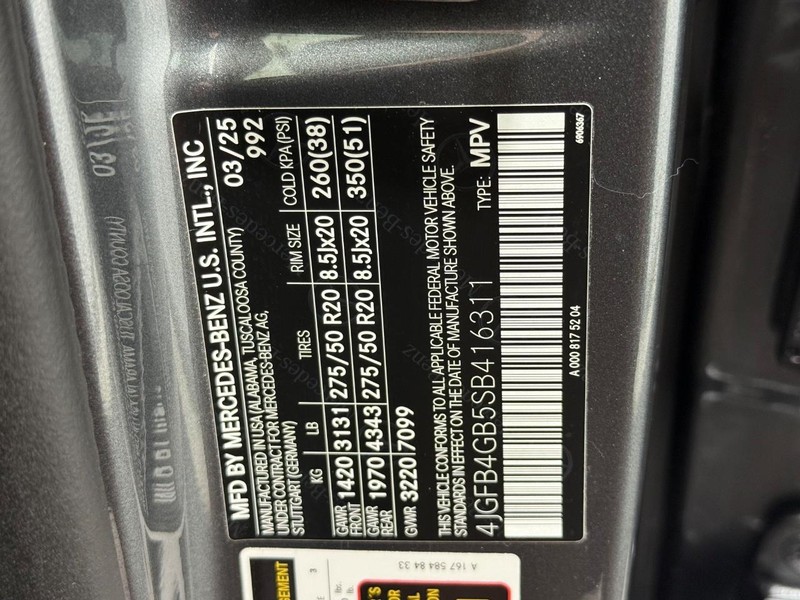 MFD BY MERCEDES-BENZ U.S. INTL., INC
MANUFACTURED IN USA (ALABAMA, TUSCALOOSA COUNTY) 03/25
UNDER CONTRACT FOR MERCEDES-BENZ AG, 992
STUTTGART (GERMANY)
KG LB TIRES RIM SIZE COLD KPA (PSI)
GAWR FRONT 1420 3131 275/50 R20 8.5Jx20 260(38)
GAWR REAR 1970 4343 275/50 R20 8.5Jx20 350(51)
GVWR 3220 7099
THIS VEHICLE CONFORMS TO ALL APPLICABLE FEDERAL MOTOR VEHICLE SAFETY
STANDARDS IN EFFECT ON THE DATE OF MANUFACTURE SHOWN ABOVE.
4JGFB4GB5SB416311 TYPE: MPV
A 000 817 52 04 6906367
A 167 584 84 33